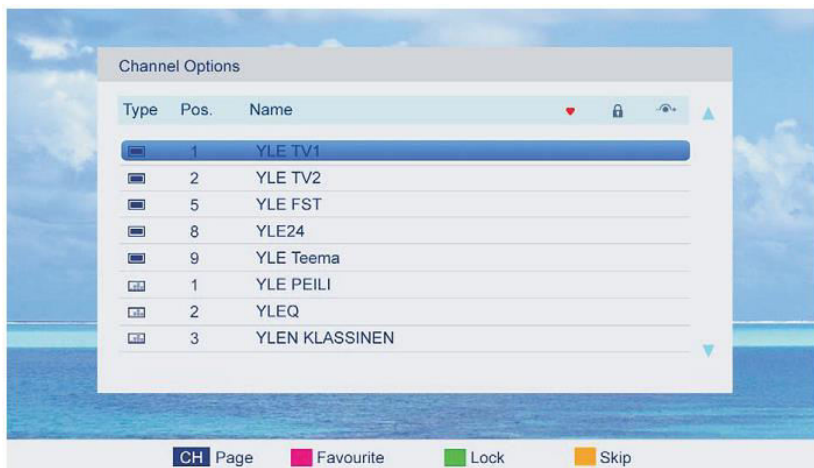 Channel Options
Type Pos. Name
1 YLE TV1
2 YLE TV2
5 YLE FST
8 YLE24
9 YLE Teema
1 YLE PEILI
2 YLEQ
3 YLEN KLASSINEN
CH Page Favourite Lock Skip